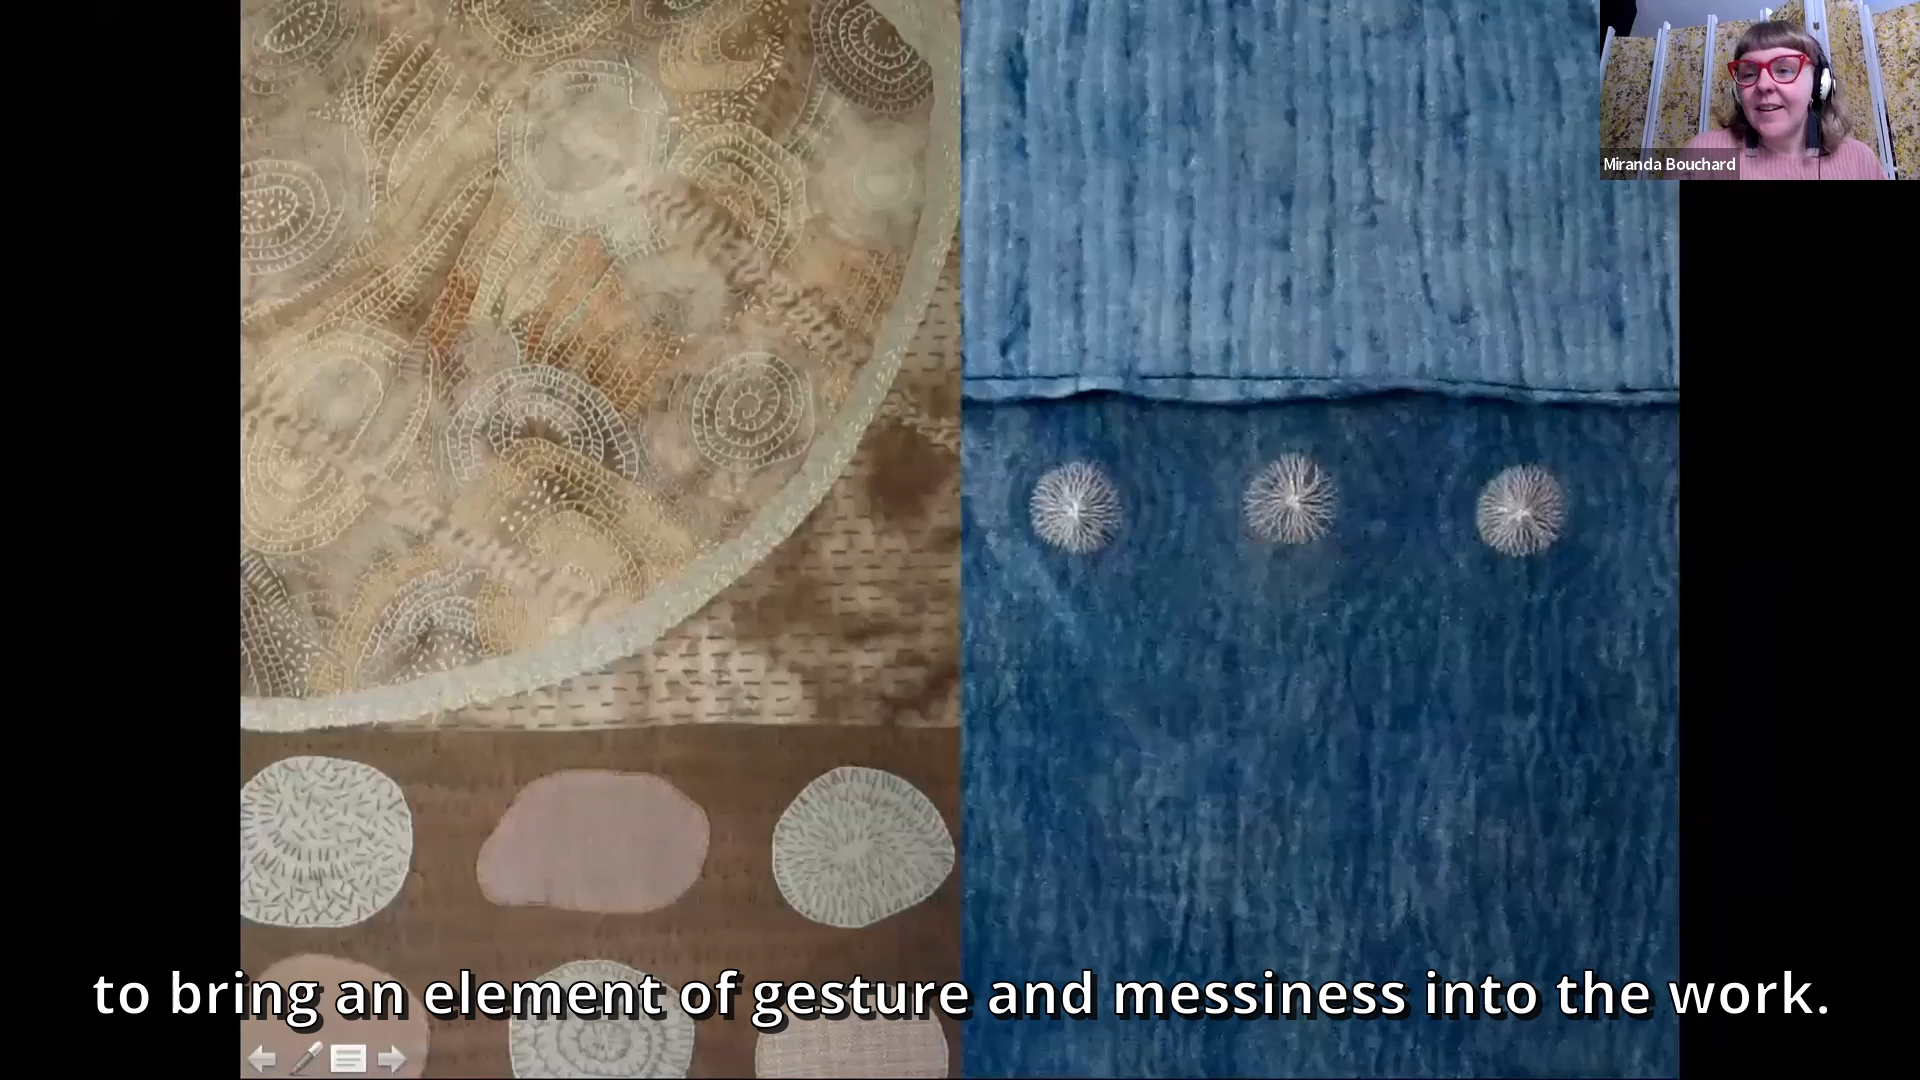 Miranda Bouchard
to bring an element of gesture and messiness into the work.